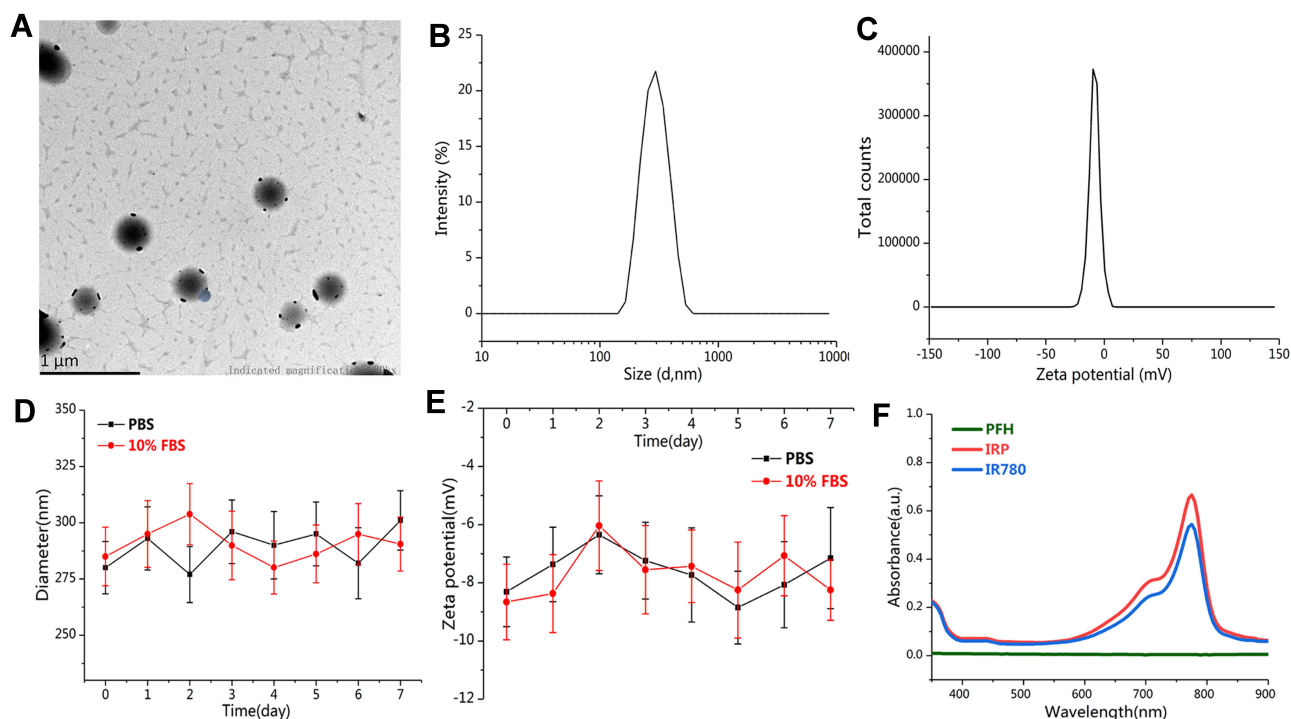 A
1 μm
Indicated magnification
B
25
20
15
10
5
0
Intensity (%)
10
100
1000
10000
Size (d,nm)
C
400000
300000
200000
100000
0
Total counts
-150
-100
-50
0
50
100
150
Zeta potential (mV)
D
350
325
300
275
250
Diameter(nm)
PBS
10% FBS
0 1 2 3 4 5 6 7
Time(day)
E
-2
-4
-6
-8
-10
-12
Zeta potential(mV)
0 1 2 3 4 5 6 7
Time(day)
PBS
10% FBS
F
1.0
0.8
0.6
0.4
0.2
0.0
Absorbance(a.u.)
PFH
IRP
IR780
400 500 600 700 800 900
Wavelength(nm)